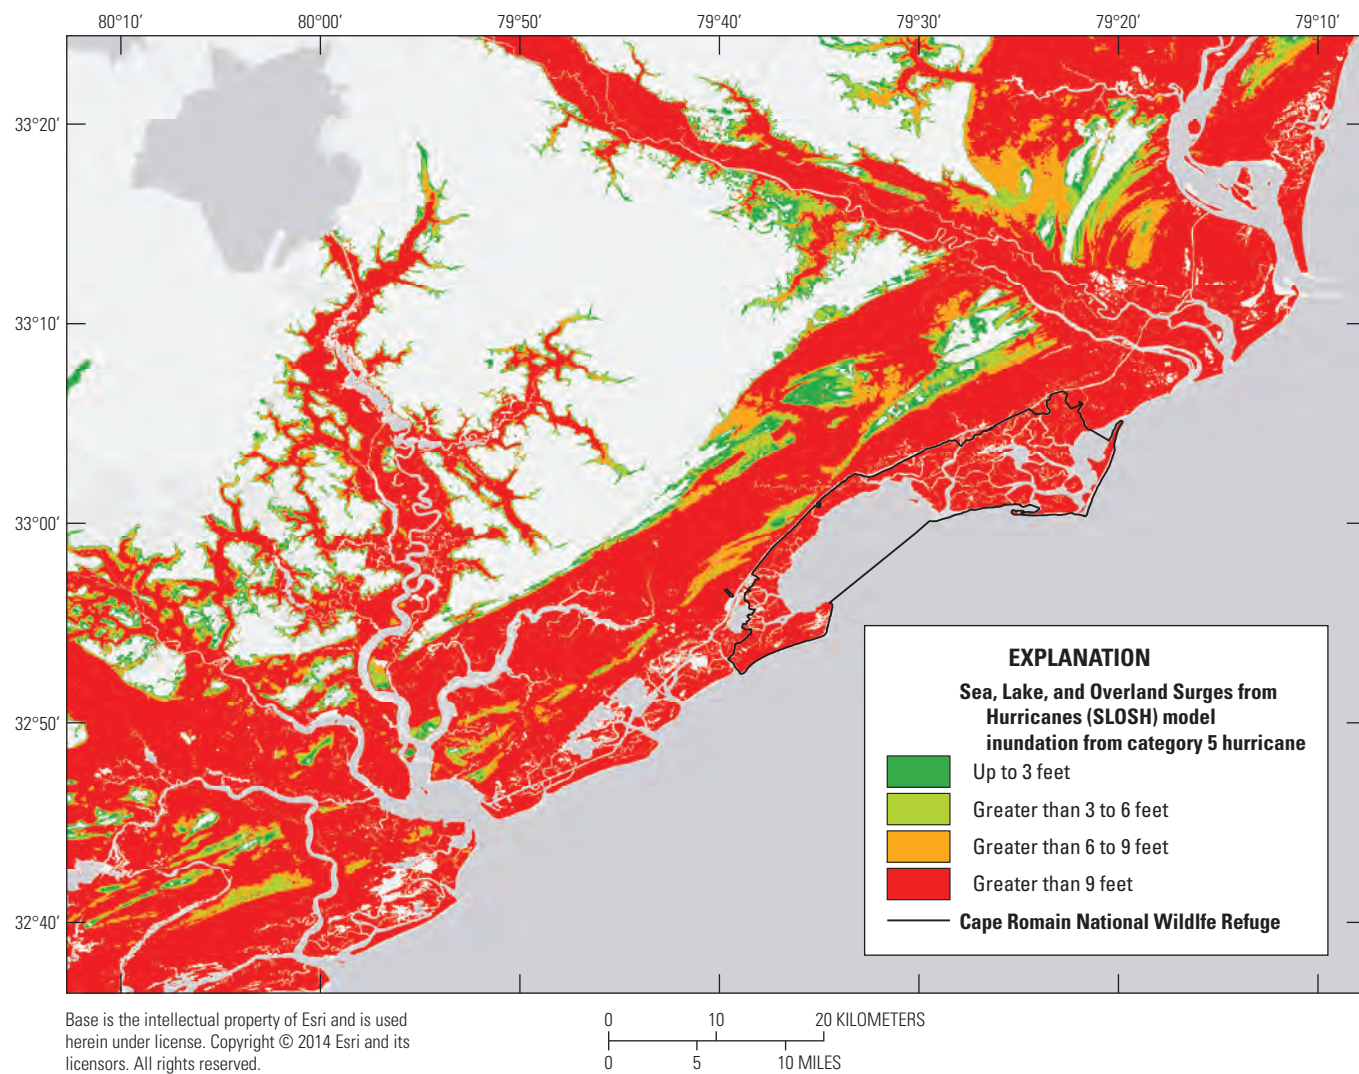 80°10′ 80°00′ 79°50′ 79°40′ 79°30′ 79°20′ 79°10′
33°20′
33°10′
33°00′
32°50′
32°40′
EXPLANATION
Sea, Lake, and Overland Surges from
Hurricanes (SLOSH) model
inundation from category 5 hurricane
Up to 3 feet
Greater than 3 to 6 feet
Greater than 6 to 9 feet
Greater than 9 feet
Cape Romain National Wildlfe Refuge
Base is the intellectual property of Esri and is used
herein under license. Copyright © 2014 Esri and its
licensors. All rights reserved.
0 10 20 KILOMETERS
0 5 10 MILES